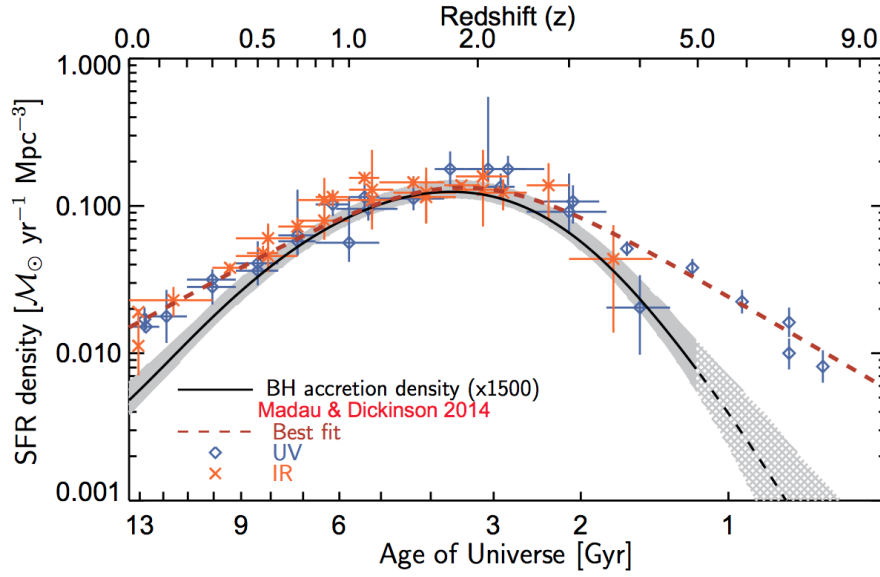 Redshift (z)
0.0 0.5 1.0 2.0 3.0 5.0 9.0
1.000
0.100
0.010
0.001
SFR density [M⊙ yr⁻¹ Mpc⁻³]
BH accretion density (x1500)
Madau & Dickinson 2014
Best fit
UV
IR
13 9 6 3 2 1
Age of Universe [Gyr]